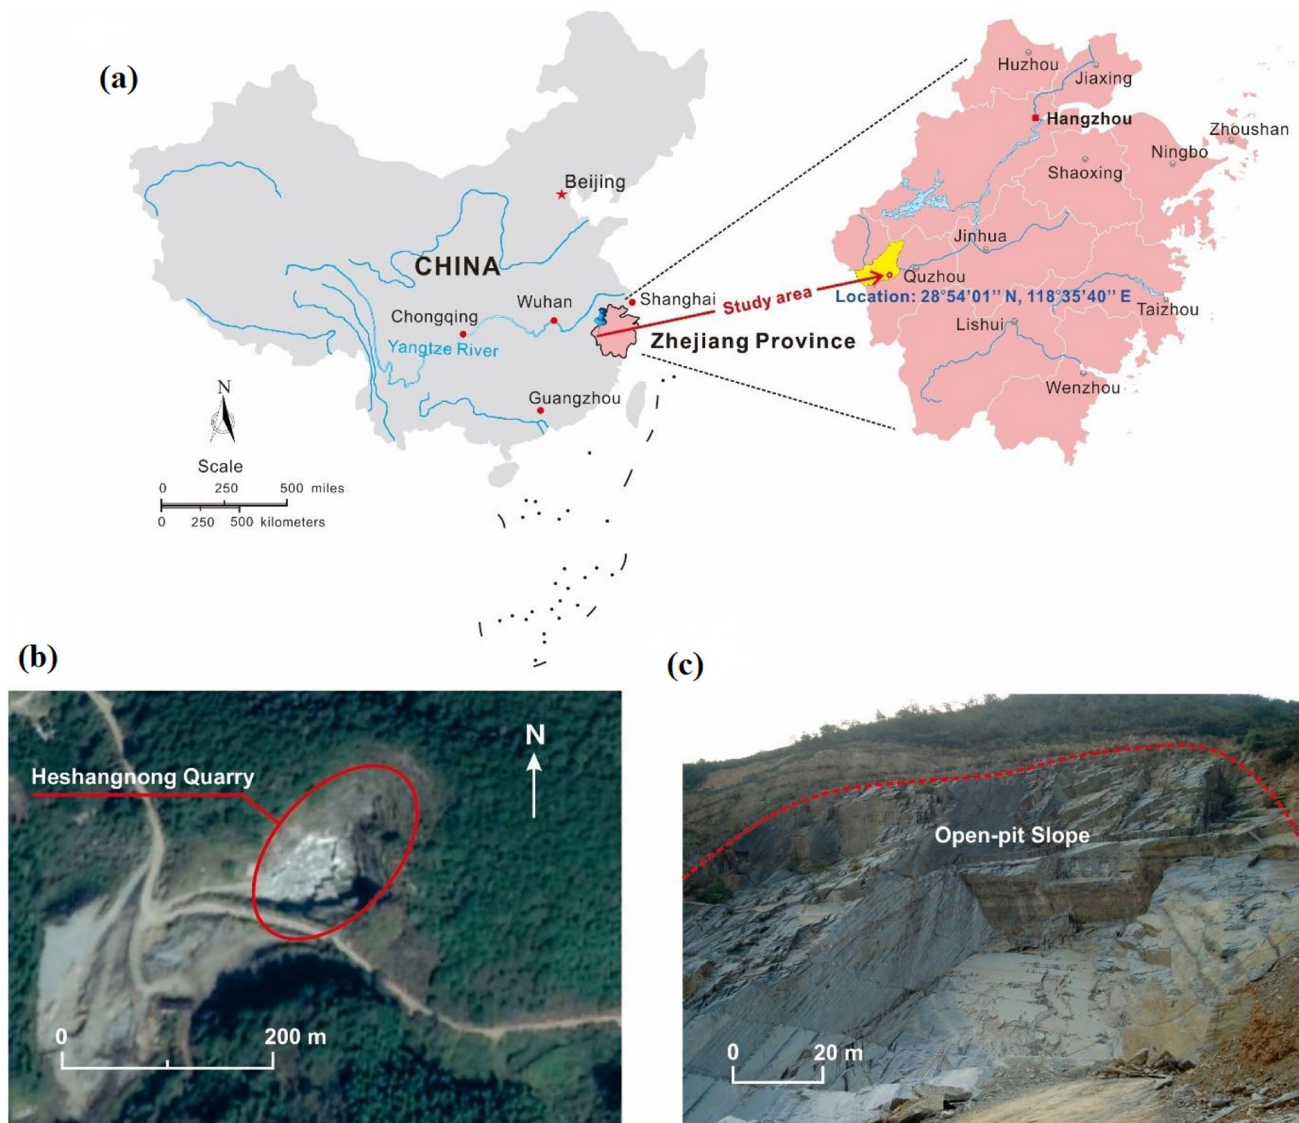 (a)
Beijing
CHINA
Wuhan
Shanghai
Chongqing
Yangtze River
Zhejiang Province
Guangzhou
N
Scale
0 250 500 miles
0 250 500 kilometers
Huzhou
Jiaxing
Hangzhou
Zhoushan
Ningbo
Shaoxing
Jinhua
Quzhou
Study area
Location: 28°54'01'' N, 118°35'40'' E
Taizhou
Lishui
Wenzhou
(b)
N
Heshangnong Quarry
0 200 m
(c)
Open-pit Slope
0 20 m